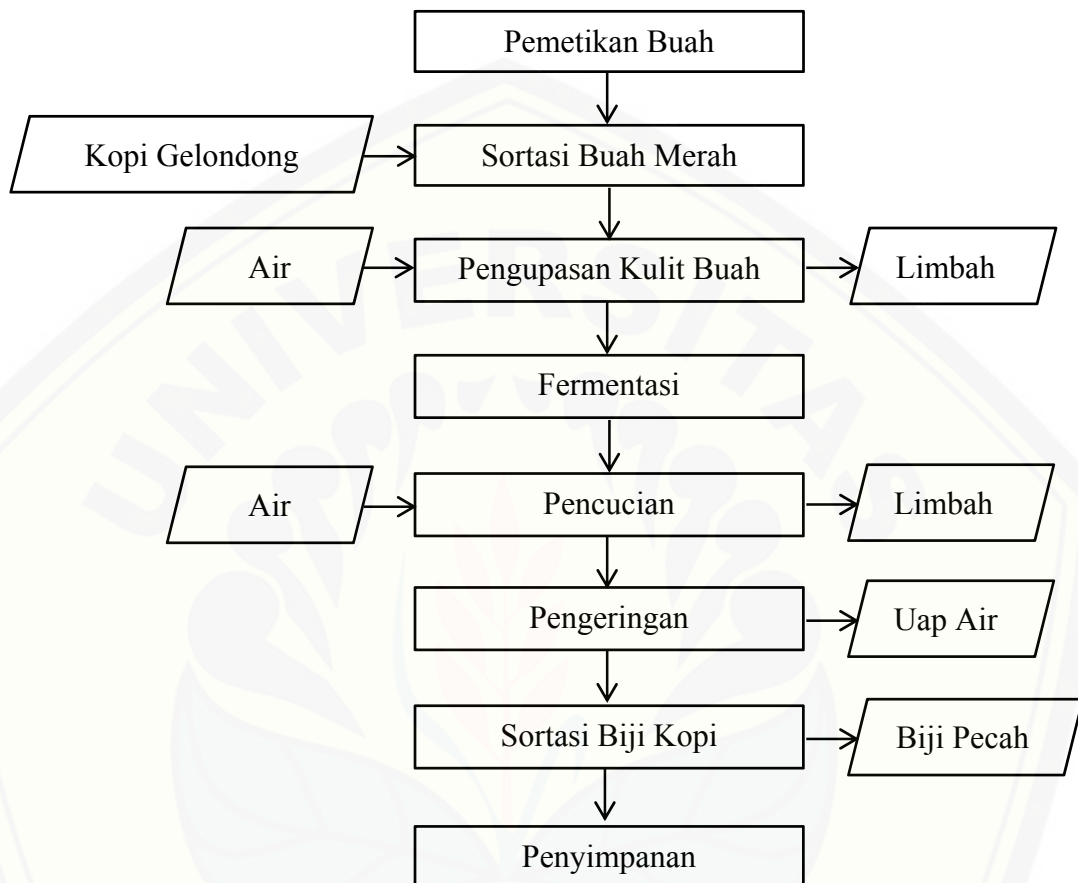 Pemetikan Buah
Kopi Gelondong
Sortasi Buah Merah
Air
Pengupasan Kulit Buah
Limbah
Fermentasi
Air
Pencucian
Limbah
Pengeringan
Uap Air
Sortasi Biji Kopi
Biji Pecah
Penyimpanan
UNIVERSITAS